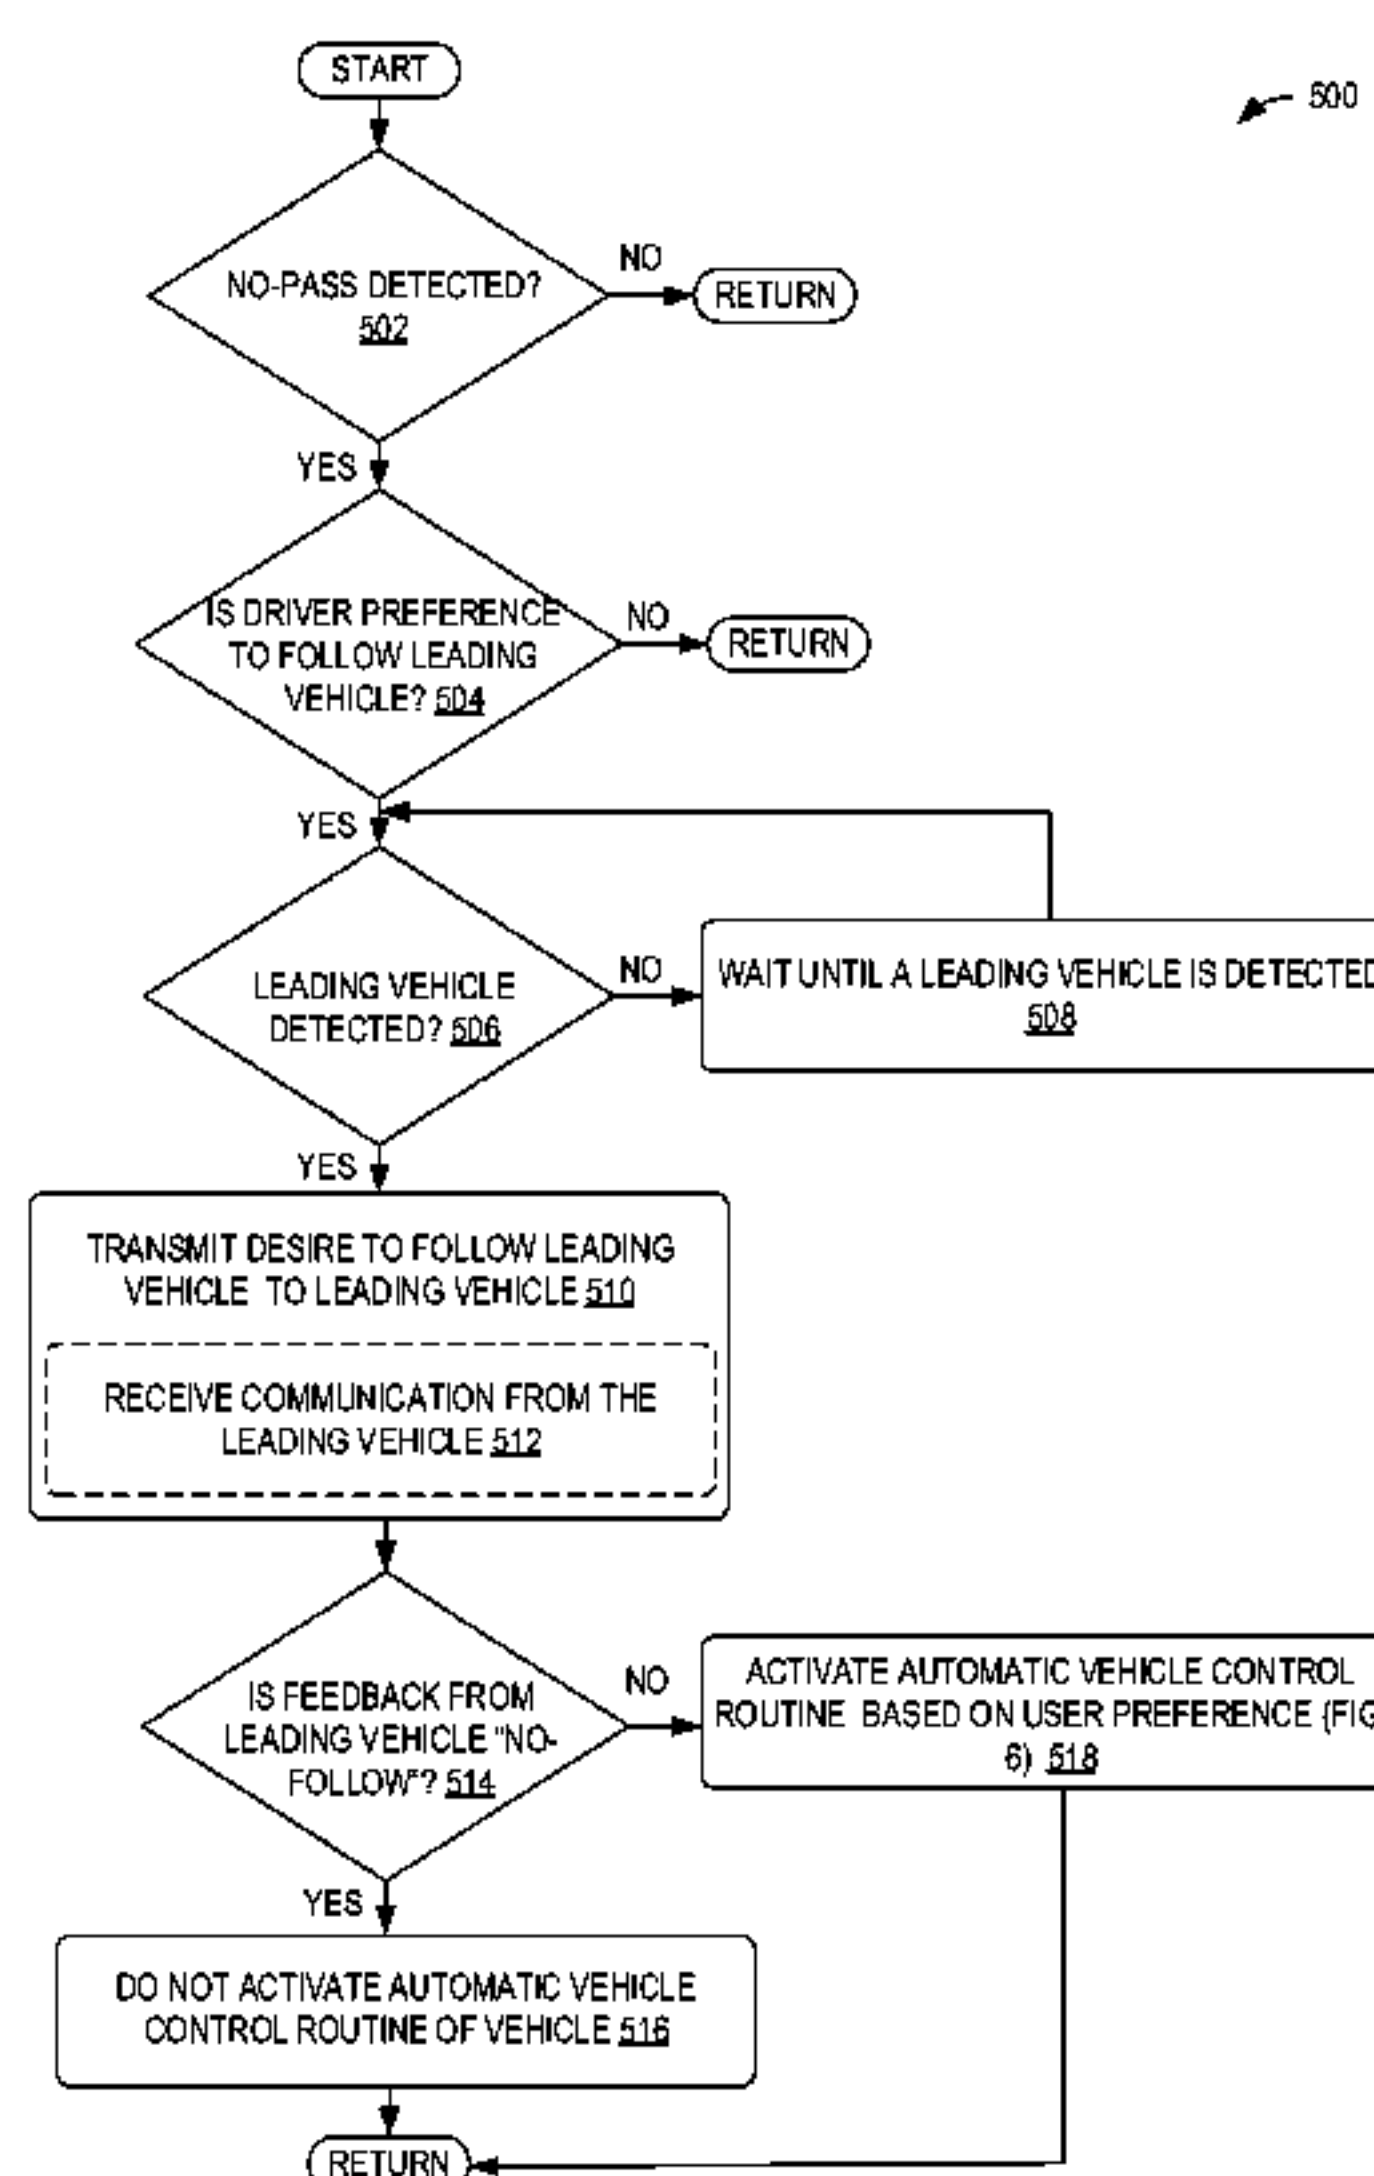 START
500
NO-PASS DETECTED?
502
NO
RETURN
YES
IS DRIVER PREFERENCE
TO FOLLOW LEADING
VEHICLE? 504
NO
RETURN
YES
LEADING VEHICLE
DETECTED? 506
NO
WAIT UNTIL A LEADING VEHICLE IS DETECTED
508
YES
TRANSMIT DESIRE TO FOLLOW LEADING
VEHICLE TO LEADING VEHICLE 510
RECEIVE COMMUNICATION FROM THE
LEADING VEHICLE 512
IS FEEDBACK FROM
LEADING VEHICLE "NO-
FOLLOW"? 514
NO
ACTIVATE AUTOMATIC VEHICLE CONTROL
ROUTINE BASED ON USER PREFERENCE (FIG
6) 518
YES
DO NOT ACTIVATE AUTOMATIC VEHICLE
CONTROL ROUTINE OF VEHICLE 516
RETURN